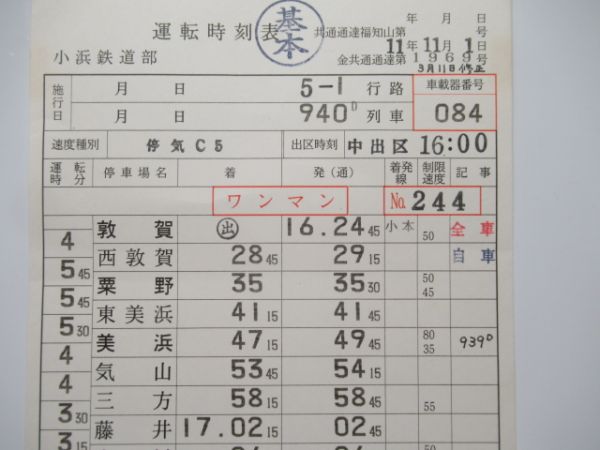 運転時刻表 基本 共通通達福知山第 年 月 日 号
11年11月1日
小浜鉄道部 金共通通達第1969号
3月11日修正
施行日 月 日 5-1 行路 車載器番号
月 日 940D 列車 084
速度種別 停気C5 出区時刻 中出区 16:00
運転時分 停車場名 着 発(通) 着発線 制限速度 記事
ワンマン No.244
4 敦賀 出 16.24 45 小本 50 全車
5 45 西敦賀 28 45 29 15 自車
5 45 粟野 35 35 30 50 45
5 30 東美浜 41 15 41 45
4 美浜 47 15 49 45 80 35 939D
4 気山 53 45 54 15
3 30 三方 58 15 58 45 55
3 15 藤井 17.02 15 02 45